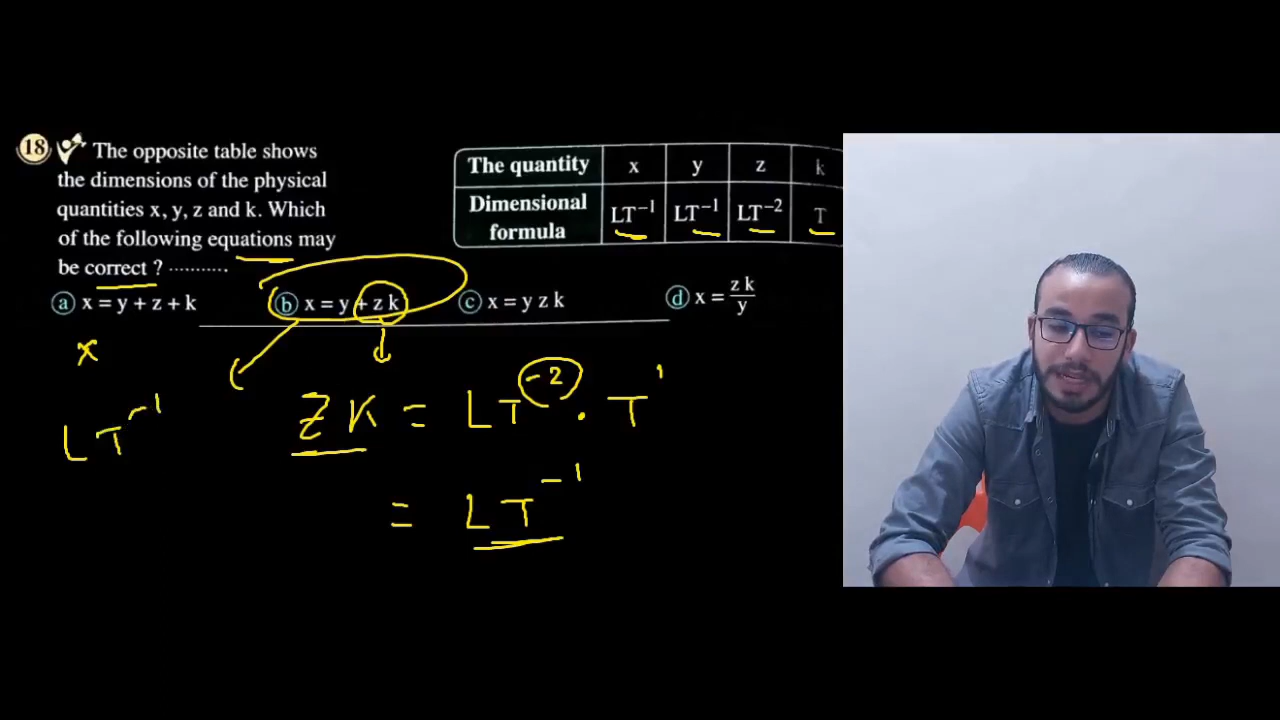 18 The opposite table shows
the dimensions of the physical
quantities x, y, z and k. Which
of the following equations may
be correct ? ...........
The quantity x y z k
Dimensional formula LT⁻¹ LT⁻¹ LT⁻² T
a x = y + z + k
b x = y + z k
c x = y z k
d x = z k / y
x
LT⁻¹
ZK = LT⁻² . T¹
= LT⁻¹